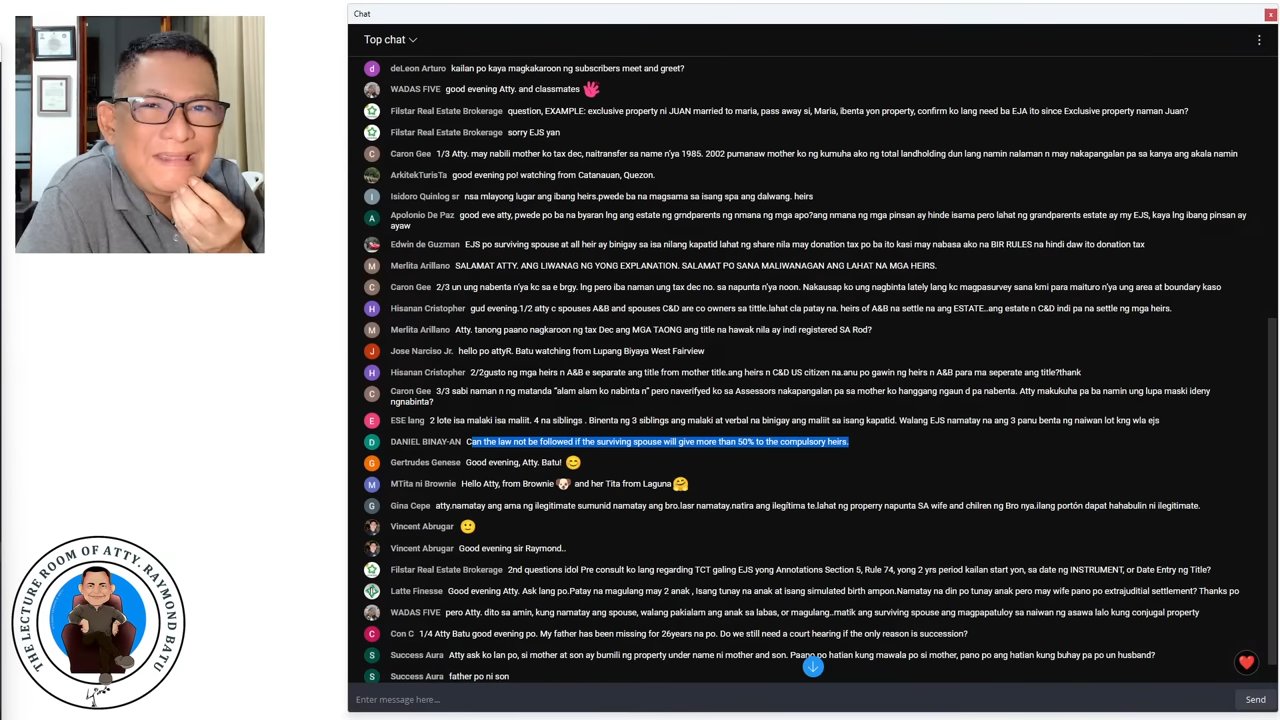 Chat
x
Top chat
d deLeon Arturo kailan po kaya magkakaroon ng subscribers meet and greet?
WADAS FIVE good evening Atty. and classmates
Filstar Real Estate Brokerage question, EXAMPLE: exclusive property ni JUAN married to maria, pass away si, Maria, ibenta yon property, confirm ko lang need ba EJA ito since Exclusive property naman Juan?
Filstar Real Estate Brokerage sorry EJS yan
C Caron Gee 1/3 Atty. may nabili mother ko tax dec, naitransfer sa name n'ya 1985. 2002 pumanaw mother ko ng kumuha ako ng total landholding dun lang namin nalaman n may nakapangalan pa sa kanya ang akala namin
ArkitekTurisTa good evening po! watching from Catanauan, Quezon.
I Isidoro Quinlog sr nsa mlayong lugar ang ibang heirs.pwede ba na magsama sa isang spa ang dalwang. heirs
A Apolonio De Paz good eve atty, pwede po ba na byaran lng ang estate ng grndparents ng nmana ng mga apo?ang nmana ng mga pinsan ay hinde isama pero lahat ng grandparents estate ay my EJS, kaya lng ibang pinsan ay
ayaw
Edwin de Guzman EJS po surviving spouse at all heir ay binigay sa isa nilang kapatid lahat ng share nila may donation tax po ba ito kasi may nabasa ako na BIR RULES na hindi daw ito donation tax
M Merlita Arillano SALAMAT ATTY. ANG LIWANAG NG YONG EXPLANATION. SALAMAT PO SANA MALIWANAGAN ANG LAHAT NA MGA HEIRS.
C Caron Gee 2/3 un ung nabenta n'ya kc sa e brgy. lng pero iba naman ung tax dec no. sa napunta n'ya noon. Nakausap ko ung nagbinta lately lang kc magpasurvey sana kmi para maituro n'ya ung area at boundary kaso
H Hisanan Cristopher gud evening.1/2 atty c spouses A&B and spouses C&D are co owners sa tittle.lahat cla patay na. heirs of A&B na settle na ang ESTATE..ang estate n C&D indi pa na settle ng mga heirs.
M Merlita Arillano Atty. tanong paano nagkaroon ng tax Dec ang MGA TAONG ang title na hawak nila ay indi registered SA Rod?
J Jose Narciso Jr. hello po attyR. Batu watching from Lupang Biyaya West Fairview
H Hisanan Cristopher 2/2gusto ng mga heirs n A&B e separate ang title from mother title.ang heirs n C&D US citizen na.anu po gawin ng heirs n A&B para ma seperate ang title?thank
C Caron Gee 3/3 sabi naman n ng matanda "alam alam ko nabinta n" pero naverifyed ko sa Assessors nakapangalan pa sa mother ko hanggang ngaun d pa nabenta. Atty makukuha pa ba namin ung lupa maski ideny
ngnabinta?
E ESE lang 2 lote isa malaki isa maliit. 4 na siblings . Binenta ng 3 siblings ang malaki at verbal na binigay ang maliit sa isang kapatid. Walang EJS namatay na ang 3 panu benta ng naiwan lot kng wla ejs
D DANIEL BINAY-AN Can the law not be followed if the surviving spouse will give more than 50% to the compulsory heirs.
G Gertrudes Genese Good evening, Atty. Batu!
M MTita ni Brownie Hello Atty, from Brownie and her Tita from Laguna
G Gina Cepe atty.namatay ang ama ng ilegitimate sumunid namatay ang bro.lasr namatay.natira ang ilegítima te.lahat ng properry napunta SA wife and chilren ng Bro nya.ilang portón dapat hahabulin ni ilegitimate.
Vincent Abrugar
Vincent Abrugar Good evening sir Raymond..
Filstar Real Estate Brokerage 2nd questions idol Pre consult ko lang regarding TCT galing EJS yong Annotations Section 5, Rule 74, yong 2 yrs period kailan start yon, sa date ng INSTRUMENT, or Date Entry ng Title?
Latte Finesse Good evening Atty. Ask lang po.Patay na magulang may 2 anak , Isang tunay na anak at isang simulated birth ampon.Namatay na din po tunay anak pero may wife pano po extrajuditial settlement? Thanks po
WADAS FIVE pero Atty. dito sa amin, kung namatay ang spouse, walang pakialam ang anak sa labas, or magulang..matik ang surviving spouse ang magpapatuloy sa naiwan ng asawa lalo kung conjugal property
C Con C 1/4 Atty Batu good evening po. My father has been missing for 26years na po. Do we still need a court hearing if the only reason is succession?
S Success Aura Atty ask ko lan po, si mother at son ay bumili ng property under name ni mother and son. Paano po hatian kung mawala po si mother, pano po ang hatian kung buhay pa po un husband?
S Success Aura father po ni son
Enter message here...
Send
THE LECTURE ROOM OF ATTY. RAYMOND BATU